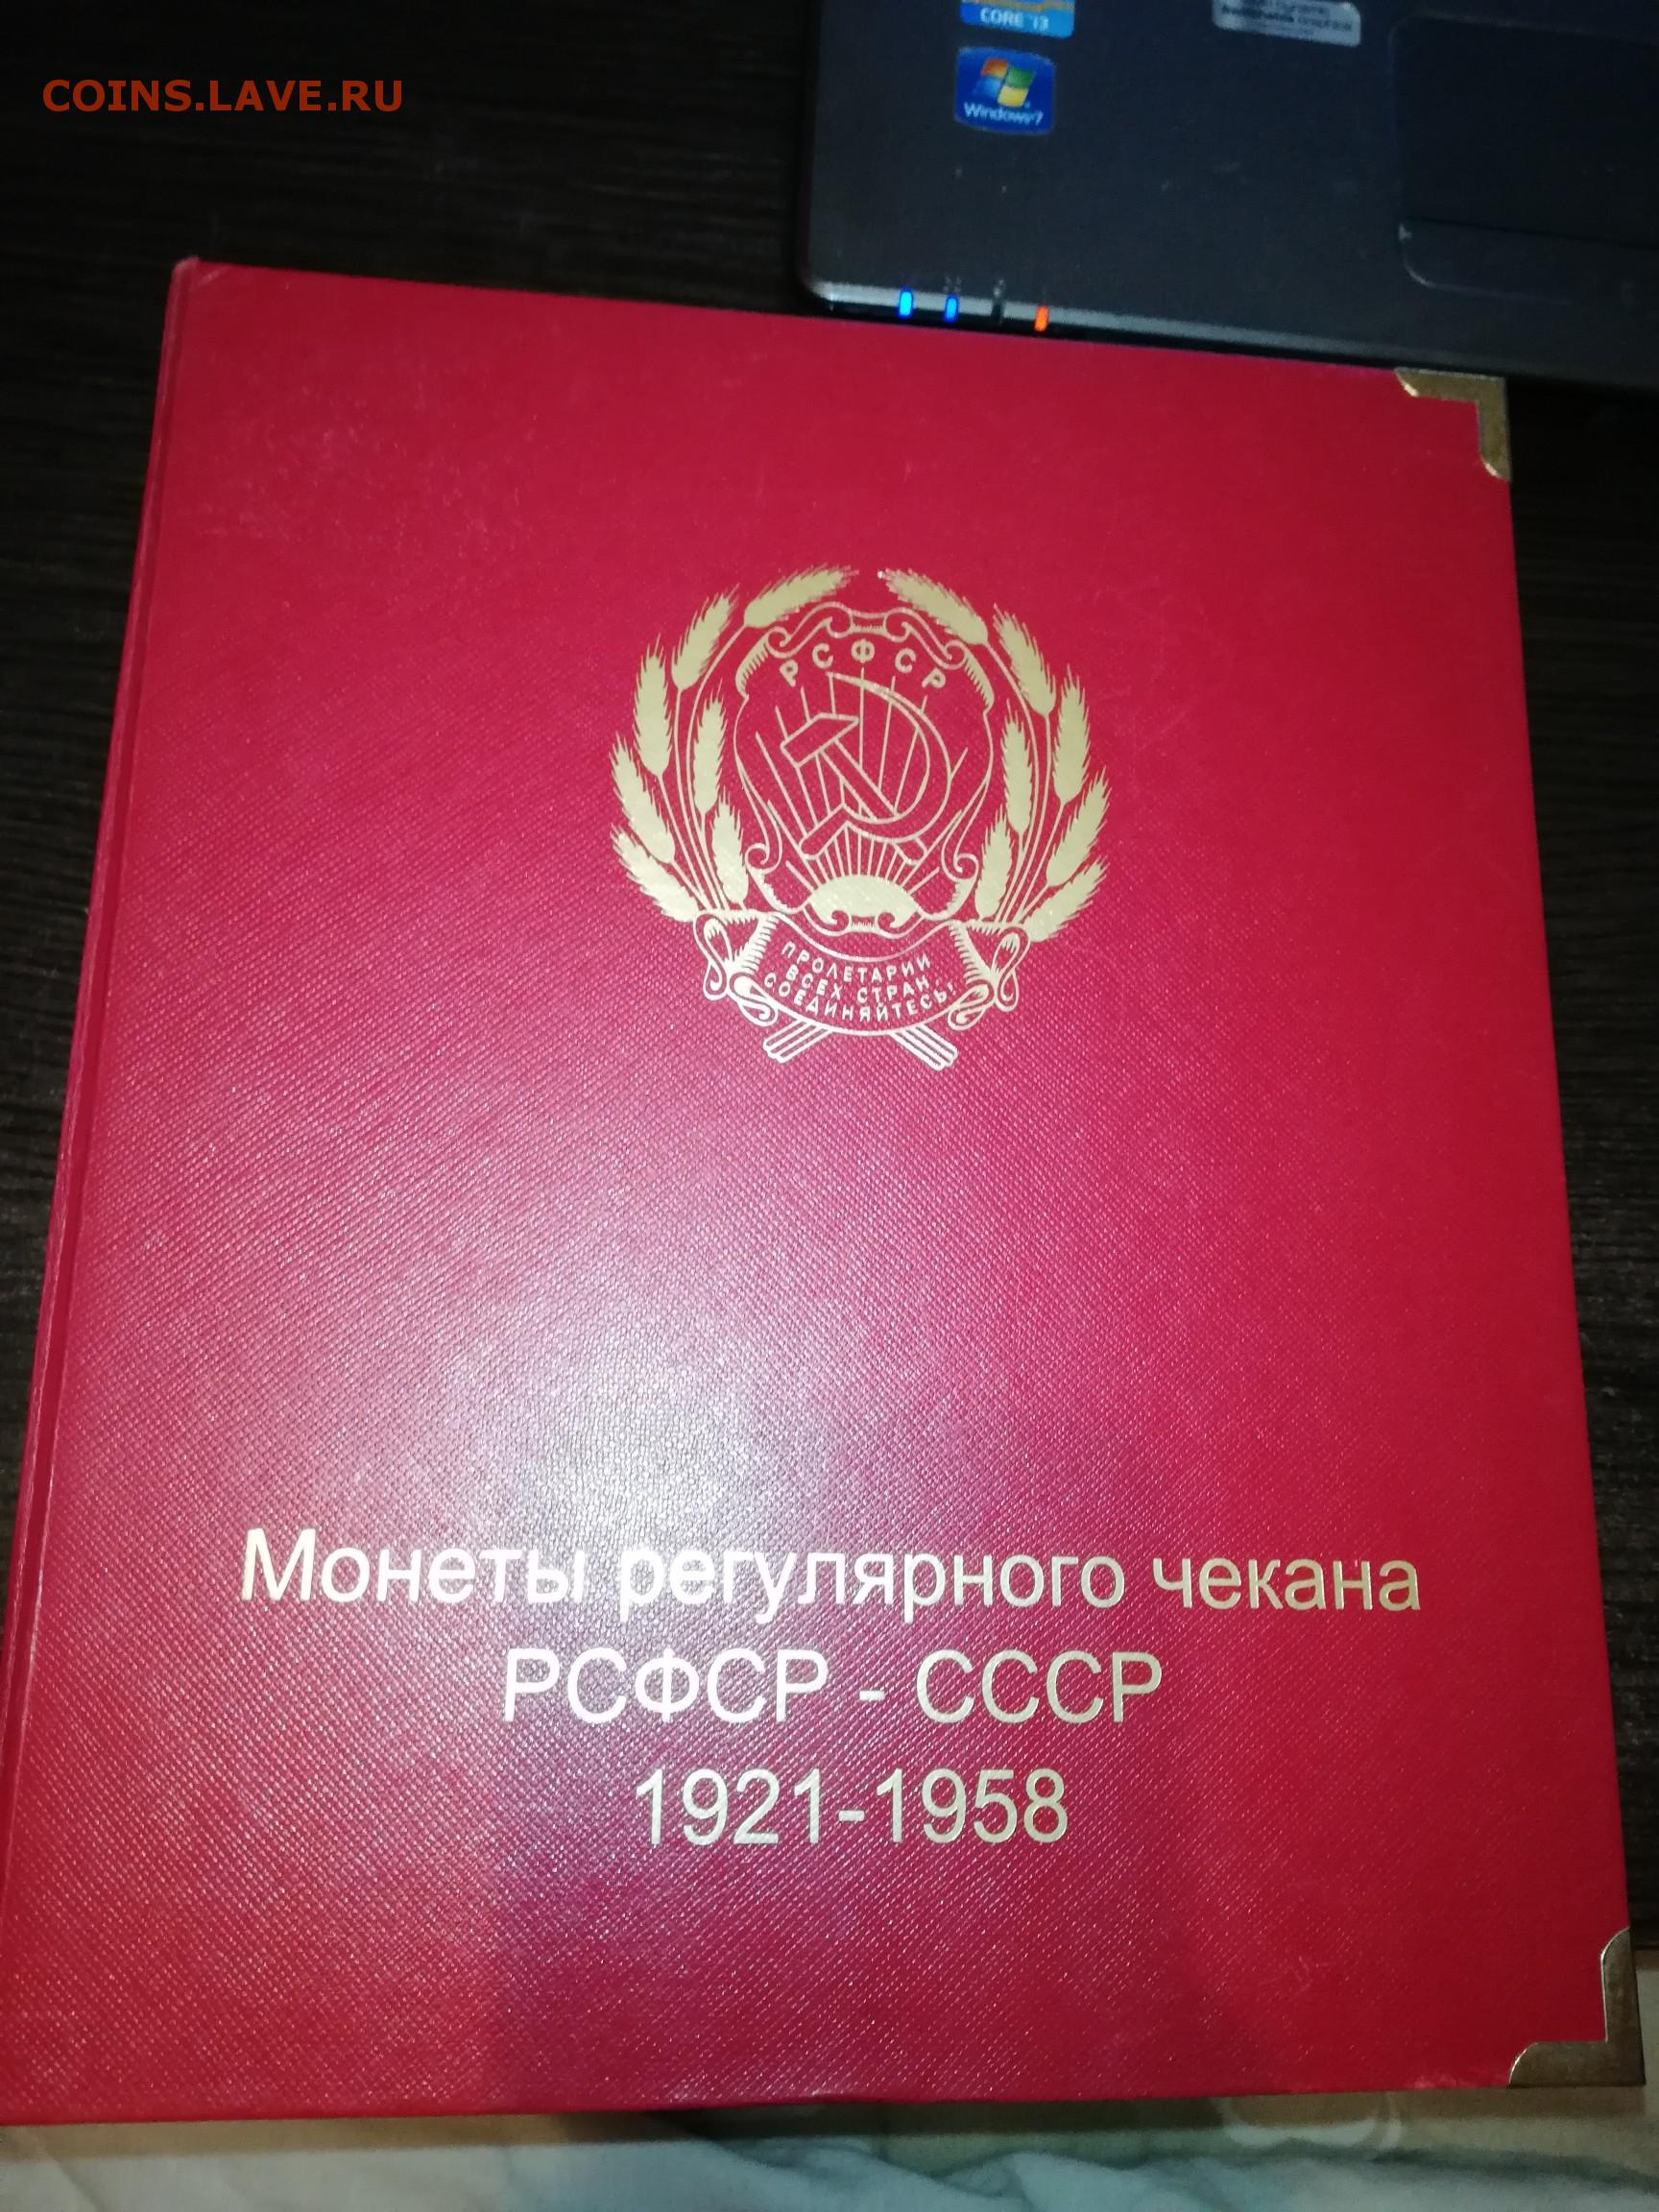 CORE i3
COINS.LAVE.RU
Windows 7
РСФСР
ПРОЛЕТАРИИ
ВСЕХ СТРАН,
СОЕДИНЯЙТЕСЬ!
Монеты регулярного чекана
РСФСР - СССР
1921-1958